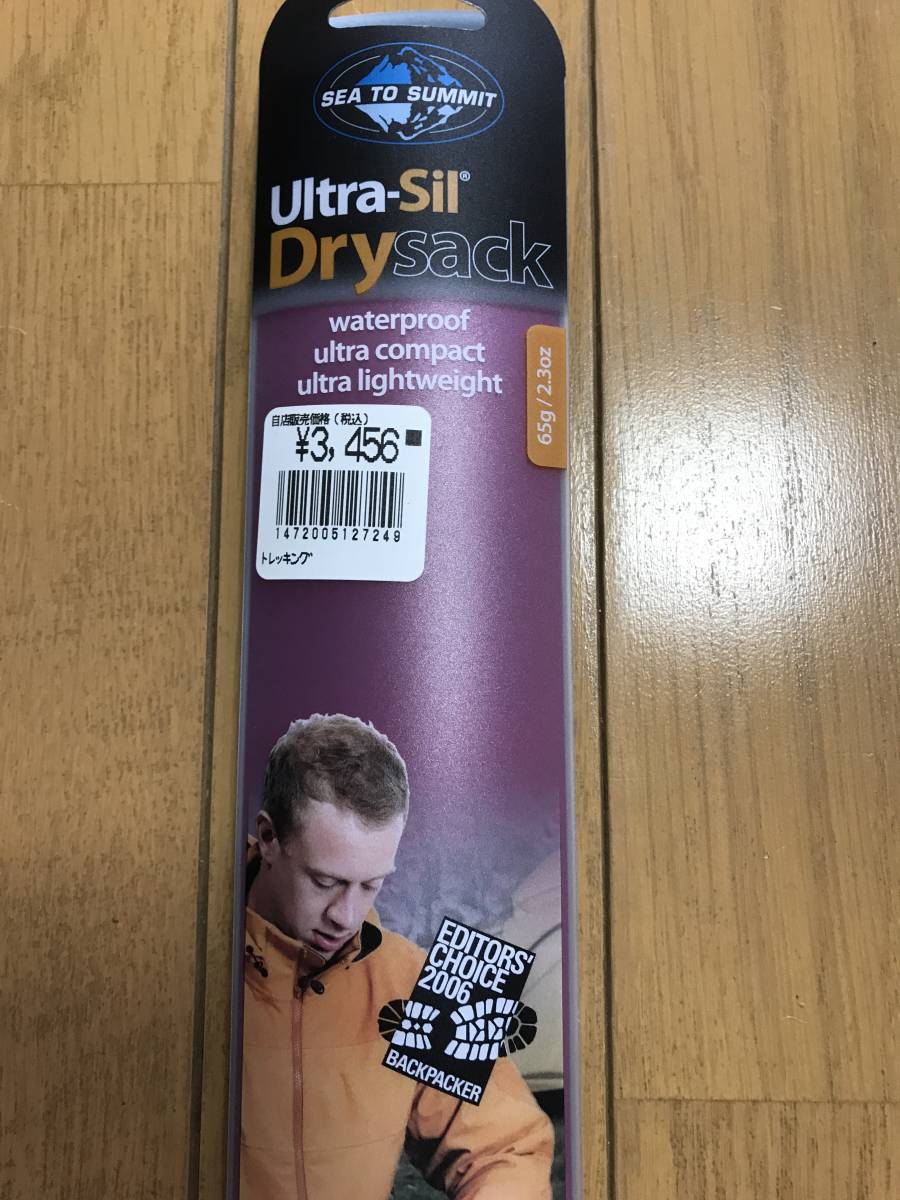 SEA TO SUMMIT
Ultra-Sil®
Drysack
waterproof
ultra compact
ultra lightweight
65g / 2.3oz
自店販売価格(税込)
¥3,456
1472005127249
トレッキング
EDITORS'
CHOICE
2006
BACKPACKER